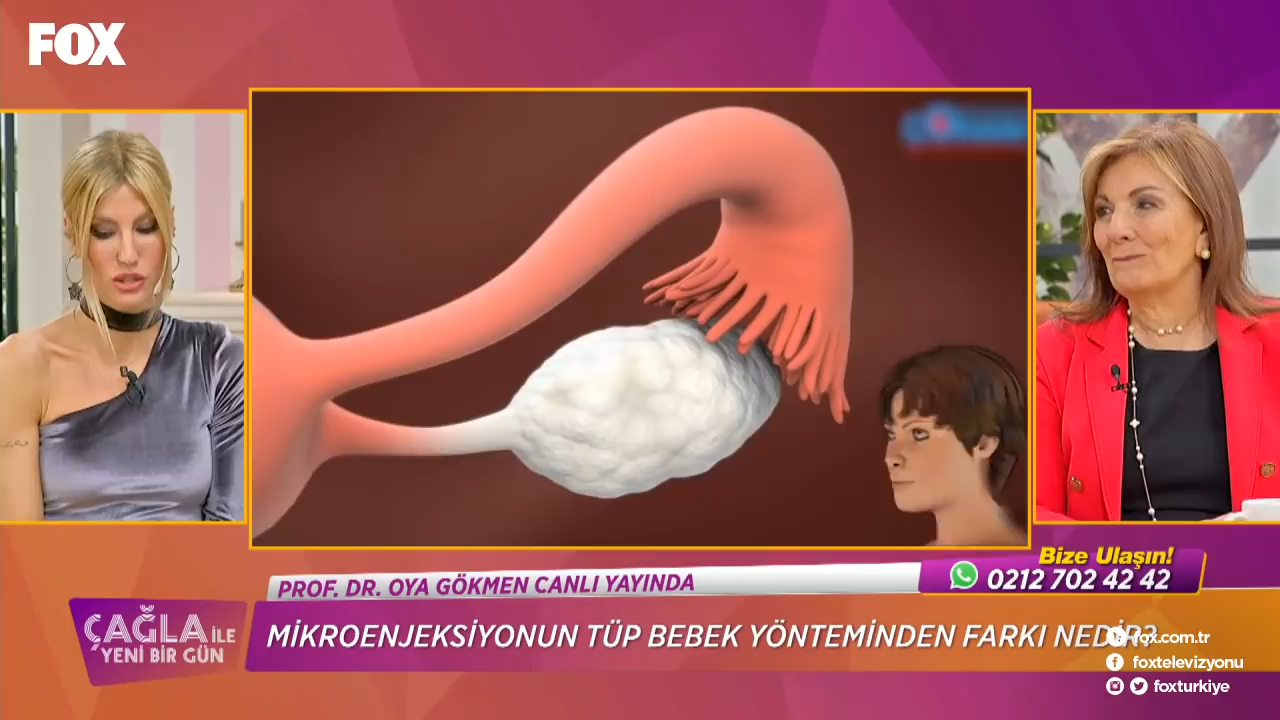 FOX
PROF. DR. OYA GÖKMEN CANLI YAYINDA
Bize Ulaşın!
0212 702 42 42
ÇAĞLA İLE
YENİ BİR GÜN
MİKROENJEKSİYONUN TÜP BEBEK YÖNTEMİNDEN FARKI NEDİR?
fox.com.tr
foxtelevizyonu
foxturkiye